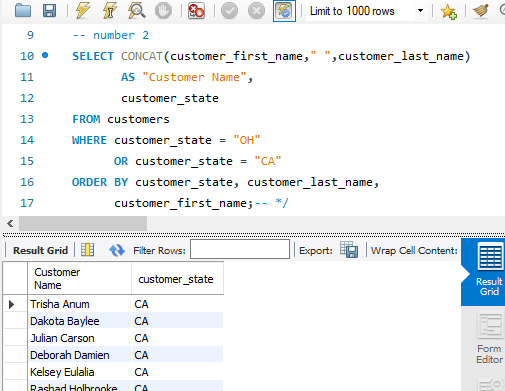 Limit to 1000 rows
9 -- number 2
10 SELECT CONCAT(customer_first_name," ",customer_last_name)
11 AS "Customer Name",
12 customer_state
13 FROM customers
14 WHERE customer_state = "OH"
15 OR customer_state = "CA"
16 ORDER BY customer_state, customer_last_name,
17 customer_first_name;-- */
Result Grid Filter Rows: Export: Wrap Cell Content:
Customer
Name customer_state
Trisha Anum CA
Dakota Baylee CA
Julian Carson CA
Deborah Damien CA
Kelsey Eulalia CA
Rashad Holbrooke CA
Result
Grid
Form
Editor